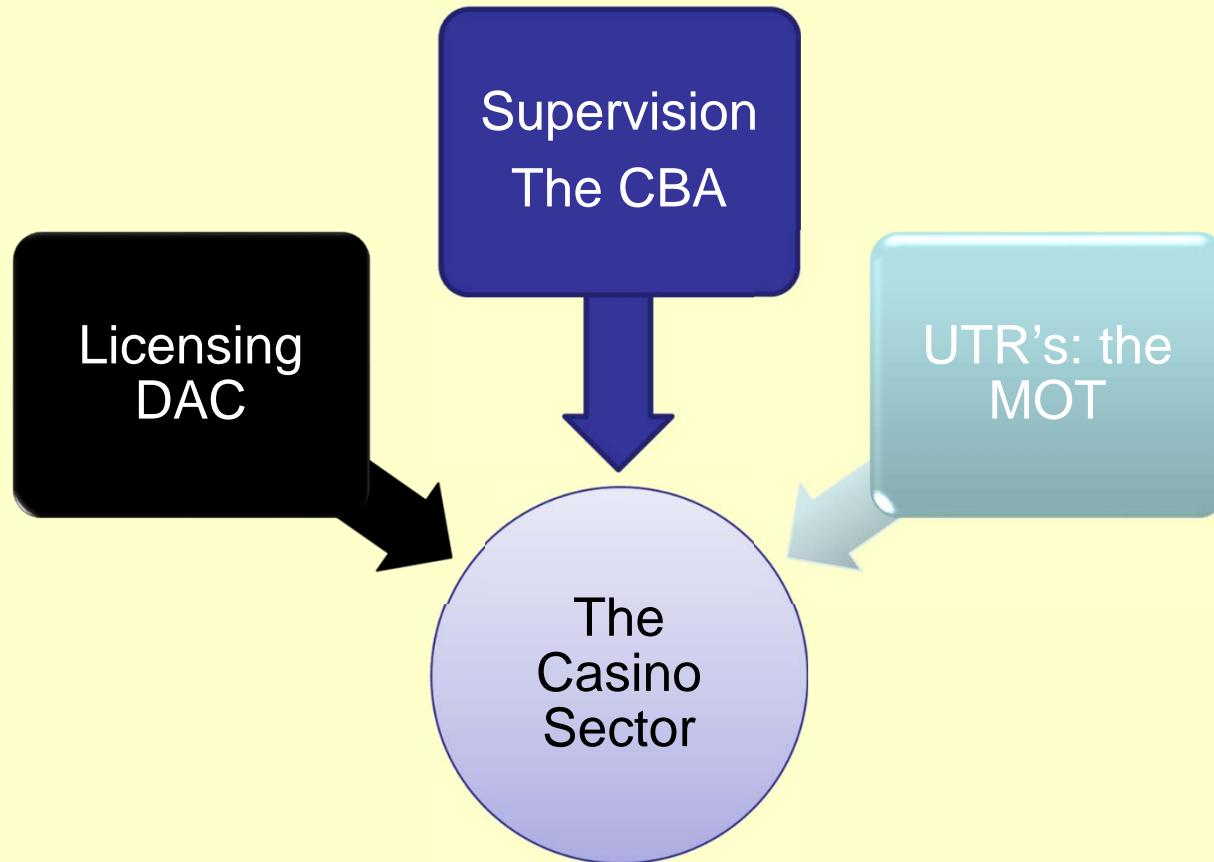 Supervision
The CBA
Licensing
DAC
UTR’s: the
MOT
The
Casino
Sector